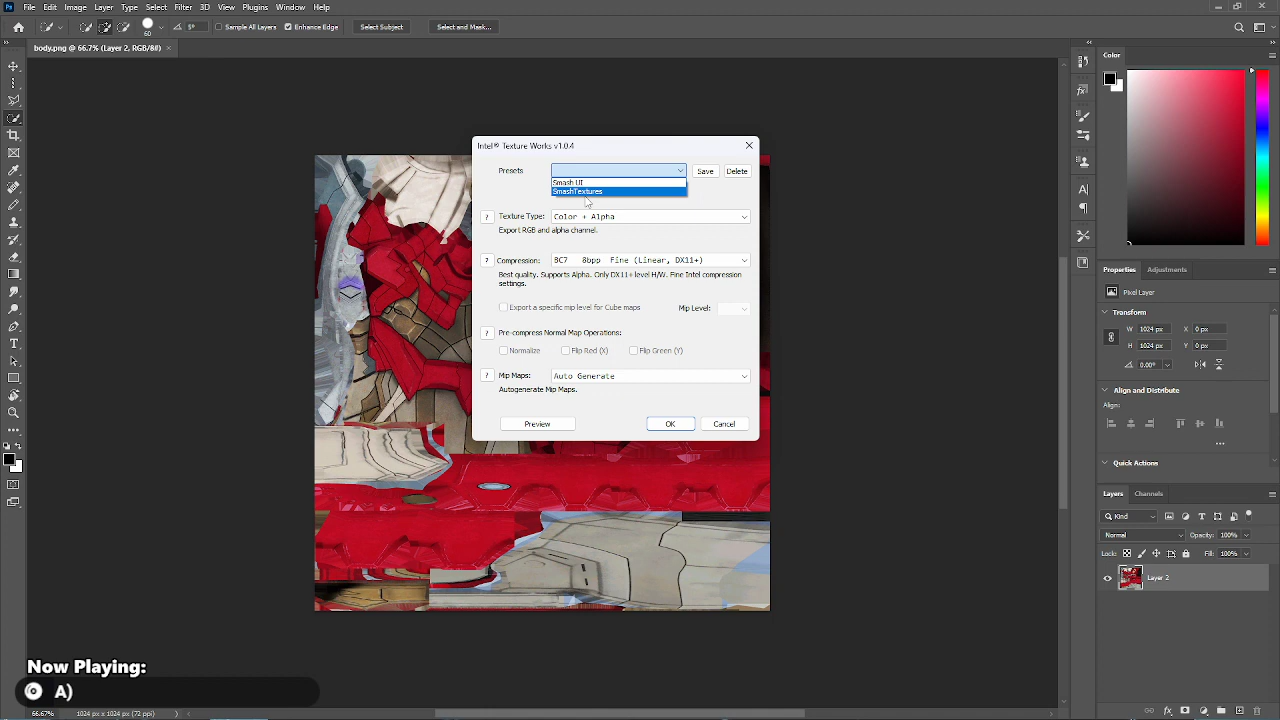 File Edit Image Layer Type Select Filter 3D View Plugins Window Help
60 5° Sample All Layers Enhance Edge Select Subject Select and Mask...
body.png @ 66.7% (Layer 2, RGB/8#)
Color
Intel® Texture Works v1.0.4
Presets Save Delete
Smash UI
SmashTextures
? Texture Type: Color + Alpha
Export RGB and alpha channel.
? Compression: BC7 8bpp Fine (Linear, DX11+)
Best quality. Supports Alpha. Only DX11+ level H/W. Fine Intel compression
settings.
Export a specific mip level for Cube maps Mip Level:
? Pre-compress Normal Map Operations:
Normalize Flip Red (X) Flip Green (Y)
? Mip Maps: Auto Generate
Autogenerate Mip Maps.
Preview OK Cancel
Properties Adjustments
Pixel Layer
Transform
W 1024 px X 0 px
H 1024 px Y 0 px
0.00°
Align and Distribute
Align:
Quick Actions
Layers Channels
Kind
Normal Opacity: 100%
Lock: Fill: 100%
Layer 2
Now Playing:
A)
66.67% 1024 px x 1024 px (72 ppi)